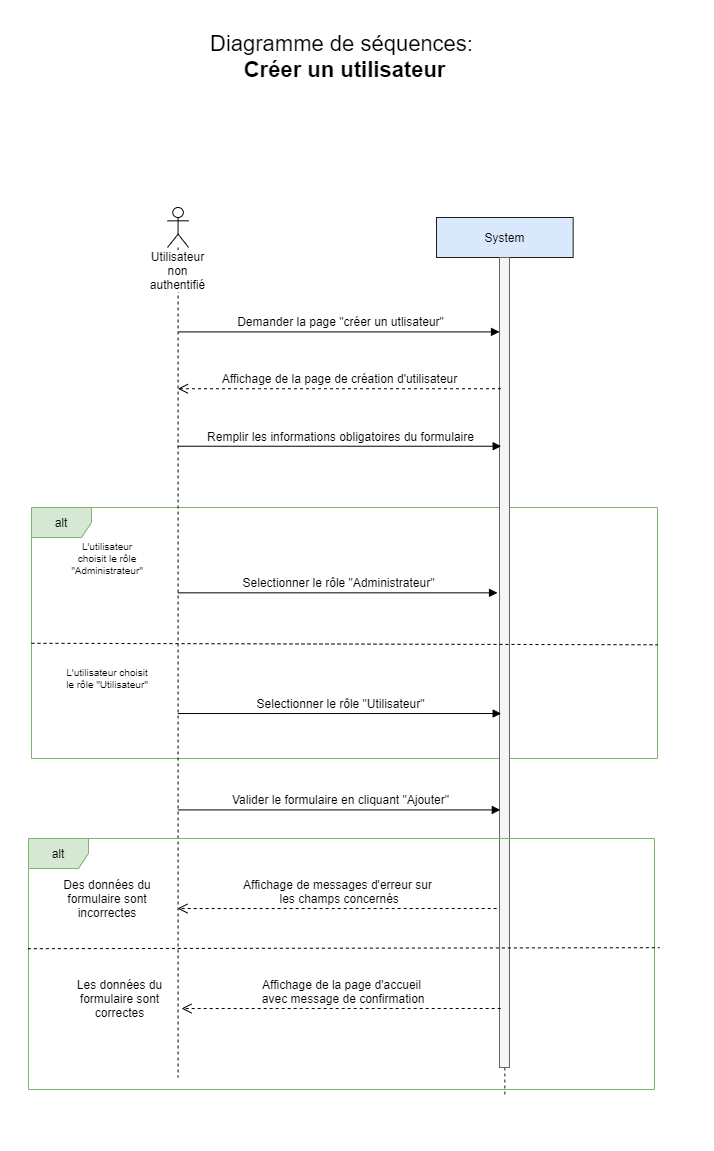 Diagramme de séquences:
Créer un utilisateur
Utilisateur
non
authentifié
System
Demander la page "créer un utlisateur"
Affichage de la page de création d'utilisateur
Remplir les informations obligatoires du formulaire
alt
L'utilisateur
choisit le rôle
"Administrateur"
Selectionner le rôle "Administrateur"
L'utilisateur choisit
le rôle "Utilisateur"
Selectionner le rôle "Utilisateur"
Valider le formulaire en cliquant "Ajouter"
alt
Des données du
formulaire sont
incorrectes
Affichage de messages d'erreur sur
les champs concernés
Les données du
formulaire sont
correctes
Affichage de la page d'accueil
avec message de confirmation